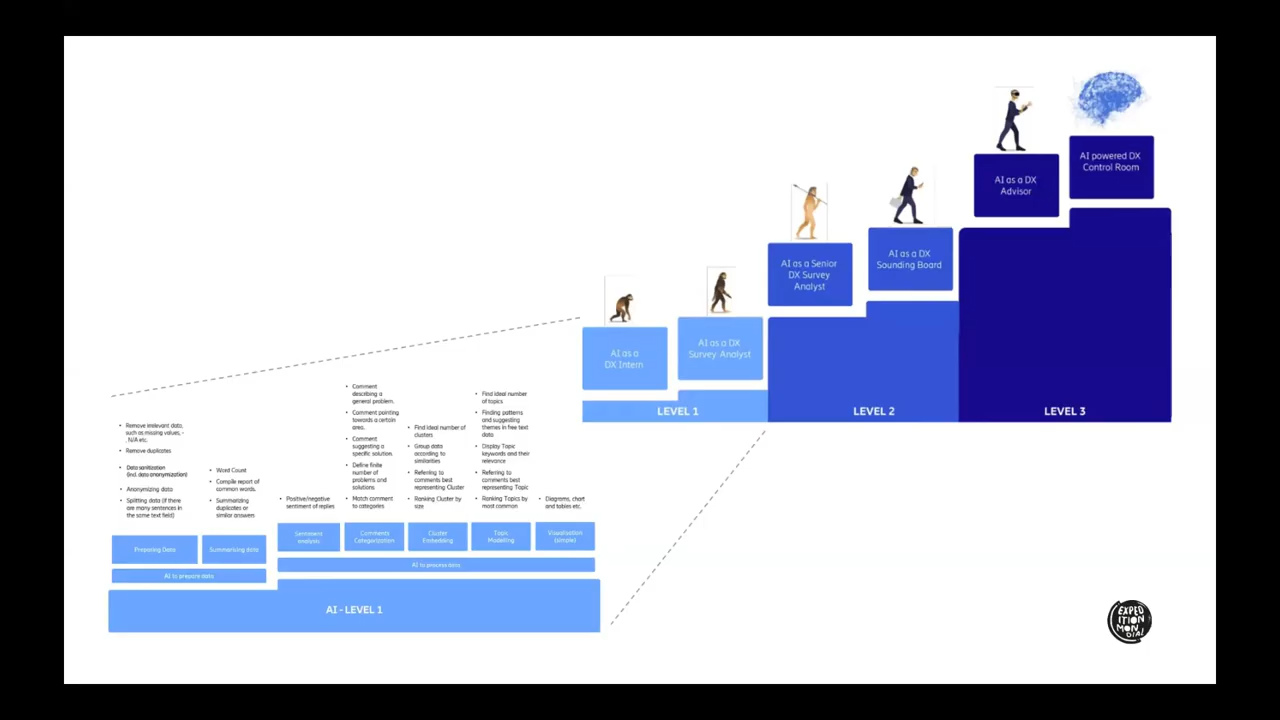 AI powered DX
Control Room
AI as a DX
Advisor
AI as a DX
Sounding Board
AI as a Senior
DX Survey
Analyst
AI as a DX
Survey Analyst
AI as a
DX Intern
LEVEL 1
LEVEL 2
LEVEL 3
• Remove irrelevant data,
such as missing values, -
, N/A etc.
• Remove duplicates
• Data sanitization
(incl. data anonymization)
• Anonymizing data
• Splitting data (if there
are many sentences in
the same text field)
• Word Count
• Compile report of
common words.
• Summarizing
duplicates or
similar answers
• Positive/negative
sentiment of replies
• Comment
describing a
general problem.
• Comment pointing
towards a certain
area.
• Comment
suggesting a
specific solution.
• Define finite
number of
problems and
solutions
• Match comment
to categories
• Find ideal number of
clusters
• Group data
according to
similarities
• Referring to
comments best
representing Cluster
• Ranking Cluster by
size
• Find ideal number
of topics
• Finding patterns
and suggesting
themes in free text
data
• Display Topic
keywords and their
relevance
• Referring to
comments best
representing Topic
• Ranking Topics by
most common
• Diagrams, chart
and tables etc.
Preparing Data
Summarising data
Sentiment
analysis
Comments
Categorization
Cluster
Embedding
Topic
Modelling
Visualisation
(simple)
AI to prepare data
AI to process data
AI - LEVEL 1
EXPED
ITION
MON
DIAL